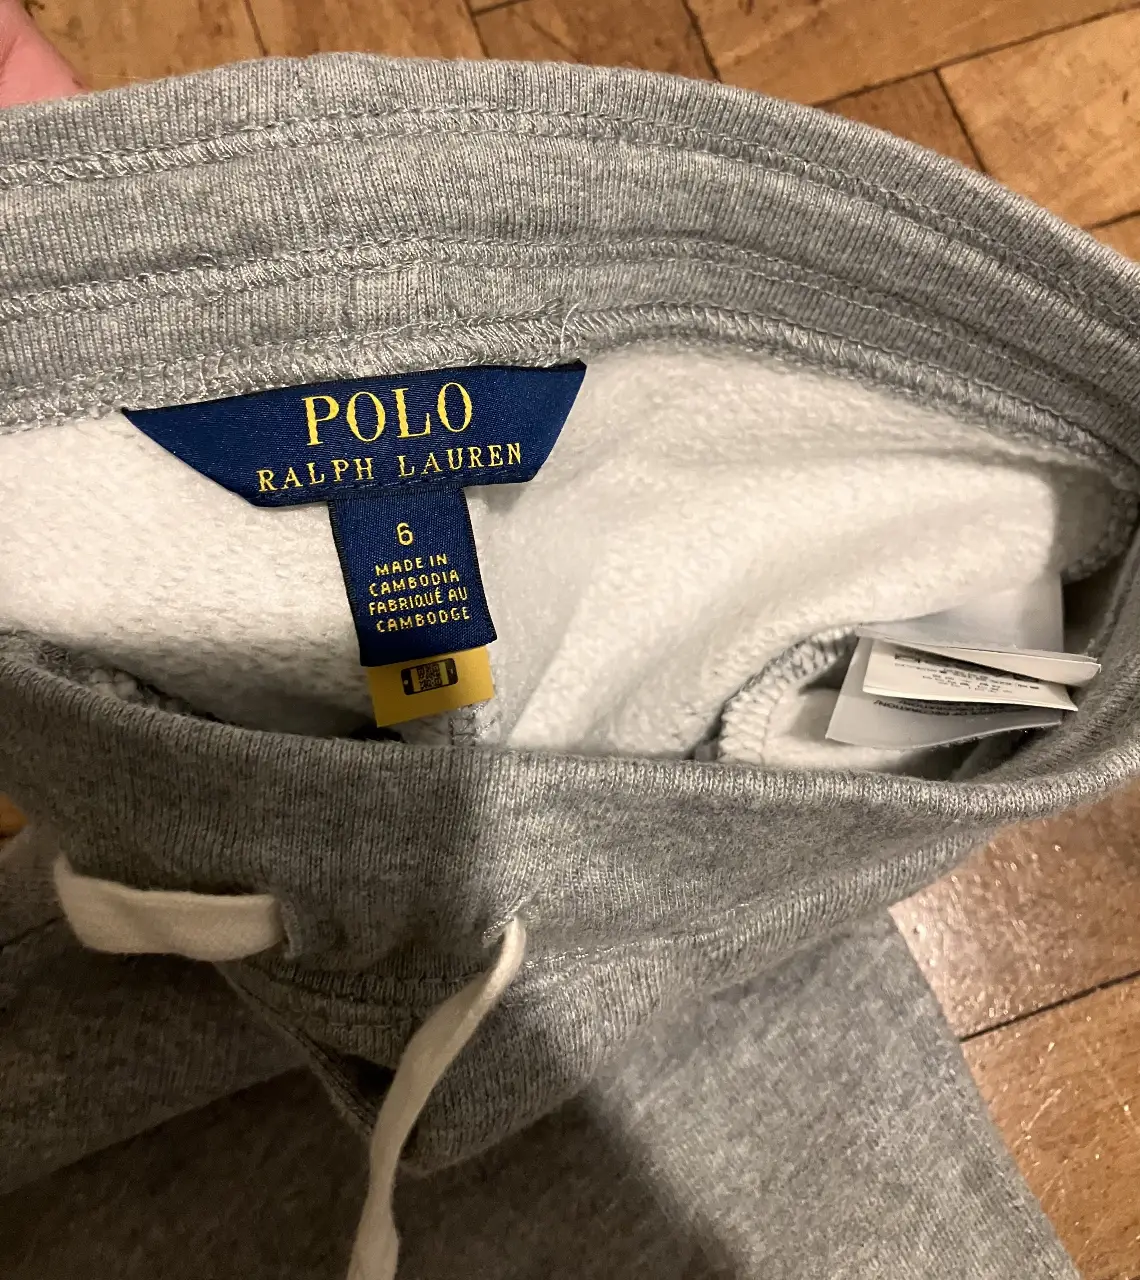 POLO
RALPH LAUREN
6
MADE IN
CAMBODIA
FABRIQUÉ AU
CAMBODGE